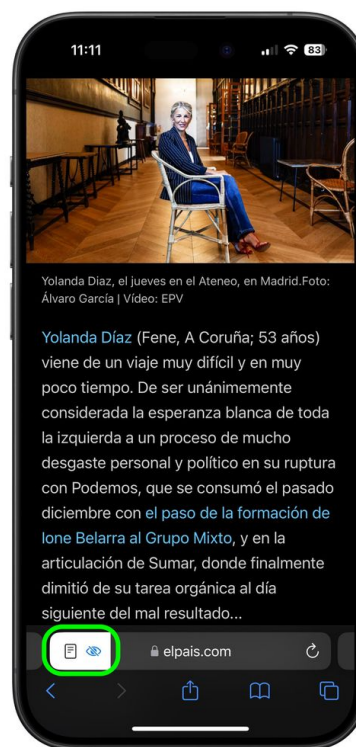 11:11
83
Yolanda Diaz, el jueves en el Ateneo, en Madrid.Foto:
Álvaro García | Vídeo: EPV
Yolanda Díaz (Fene, A Coruña; 53 años)
viene de un viaje muy difícil y en muy
poco tiempo. De ser unánimemente
considerada la esperanza blanca de toda
la izquierda a un proceso de mucho
desgaste personal y político en su ruptura
con Podemos, que se consumó el pasado
diciembre con el paso de la formación de
Ione Belarra al Grupo Mixto, y en la
articulación de Sumar, donde finalmente
dimitió de su tarea orgánica al día
siguiente del mal resultado...
elpais.com